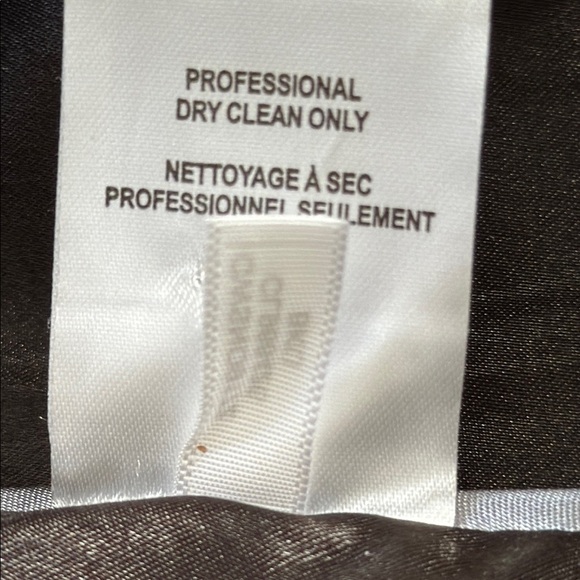 PROFESSIONAL
DRY CLEAN ONLY
NETTOYAGE À SEC
PROFESSIONNEL SEULEMENT